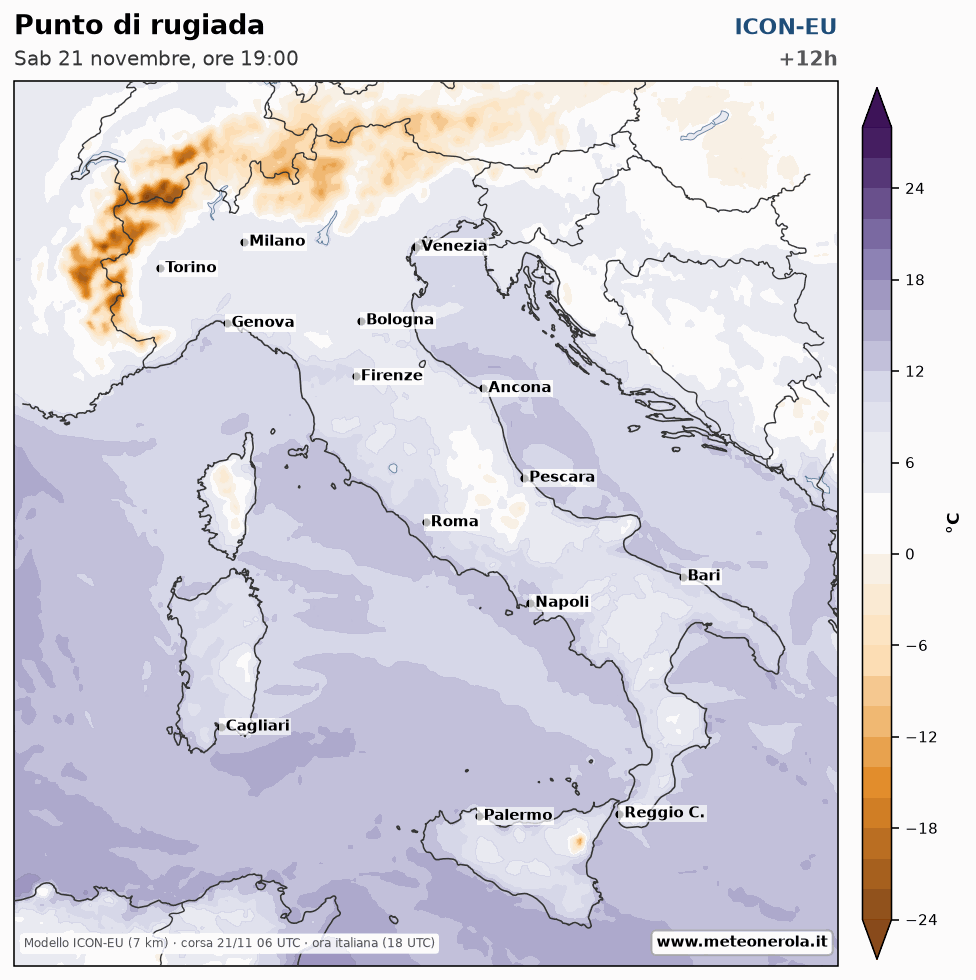 Punto di rugiada
ICON-EU
Sab 21 novembre, ore 19:00
+12h
Milano
Venezia
Torino
Genova
Bologna
Firenze
Ancona
Pescara
Roma
Bari
Napoli
Cagliari
Palermo
Reggio C.
24
18
12
6
0
−6
−12
−18
−24
°C
Modello ICON-EU (7 km) · corsa 21/11 06 UTC · ora italiana (18 UTC)
www.meteonerola.it